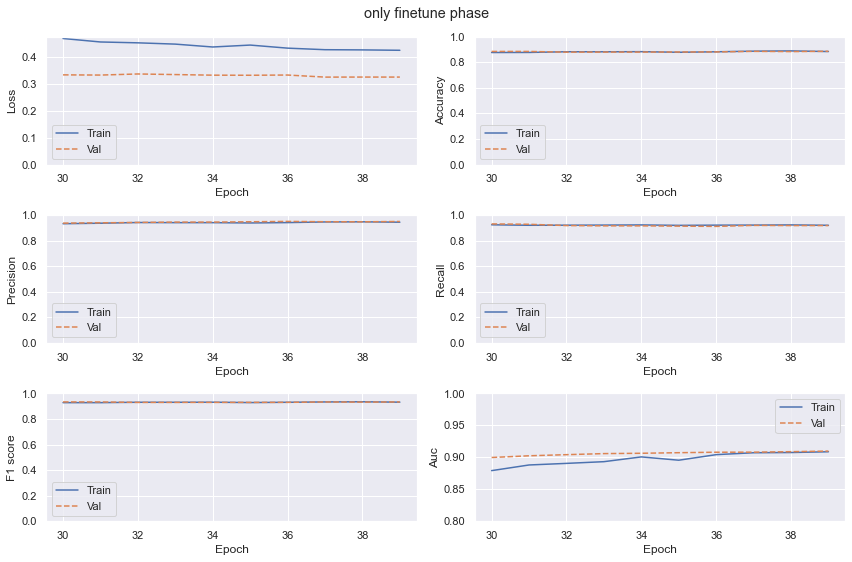 only finetune phase
Loss
0.4
0.3
0.2
0.1
0.0
Train
Val
30 32 34 36 38
Epoch
Accuracy
1.0
0.8
0.6
0.4
0.2
0.0
Train
Val
30 32 34 36 38
Epoch
Precision
1.0
0.8
0.6
0.4
0.2
0.0
Train
Val
30 32 34 36 38
Epoch
Recall
1.0
0.8
0.6
0.4
0.2
0.0
Train
Val
30 32 34 36 38
Epoch
F1 score
1.0
0.8
0.6
0.4
0.2
0.0
Train
Val
30 32 34 36 38
Epoch
Auc
1.00
0.95
0.90
0.85
0.80
Train
Val
30 32 34 36 38
Epoch